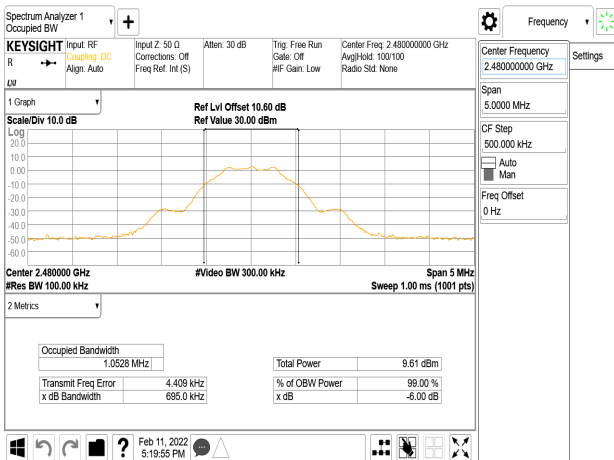 Spectrum Analyzer 1
Occupied BW
+
Frequency
KEYSIGHT
R
LXI
Input: RF
Coupling: DC
Align: Auto
Input Z: 50 Ω
Corrections: Off
Freq Ref: Int (S)
Atten: 30 dB
Trig: Free Run
Gate: Off
#IF Gain: Low
Center Freq: 2.480000000 GHz
Avg|Hold: 100/100
Radio Std: None
Center Frequency
2.480000000 GHz
Settings
Span
5.0000 MHz
CF Step
500.000 kHz
Auto
Man
Freq Offset
0 Hz
1 Graph
Scale/Div 10.0 dB
Ref Lvl Offset 10.60 dB
Ref Value 30.00 dBm
Log
20.0
10.0
0.00
-10.0
-20.0
-30.0
-40.0
-50.0
-60.0
Center 2.480000 GHz
#Res BW 100.00 kHz
#Video BW 300.00 kHz
Span 5 MHz
Sweep 1.00 ms (1001 pts)
2 Metrics
Occupied Bandwidth
1.0528 MHz
Total Power 9.61 dBm
Transmit Freq Error 4.409 kHz
% of OBW Power 99.00 %
x dB Bandwidth 695.0 kHz
x dB -6.00 dB
?
Feb 11, 2022
5:19:55 PM